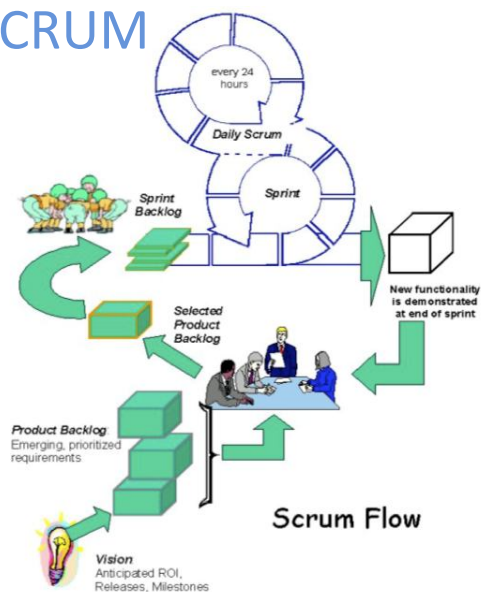 CRUM
every 24
hours
Daily Scrum
Sprint
Sprint
Backlog
New functionality
is demonstrated
at end of sprint
Selected
Product
Backlog
Product Backlog
Emerging, prioritized
requirements
Scrum Flow
Vision
Anticipated ROI,
Releases, Milestones